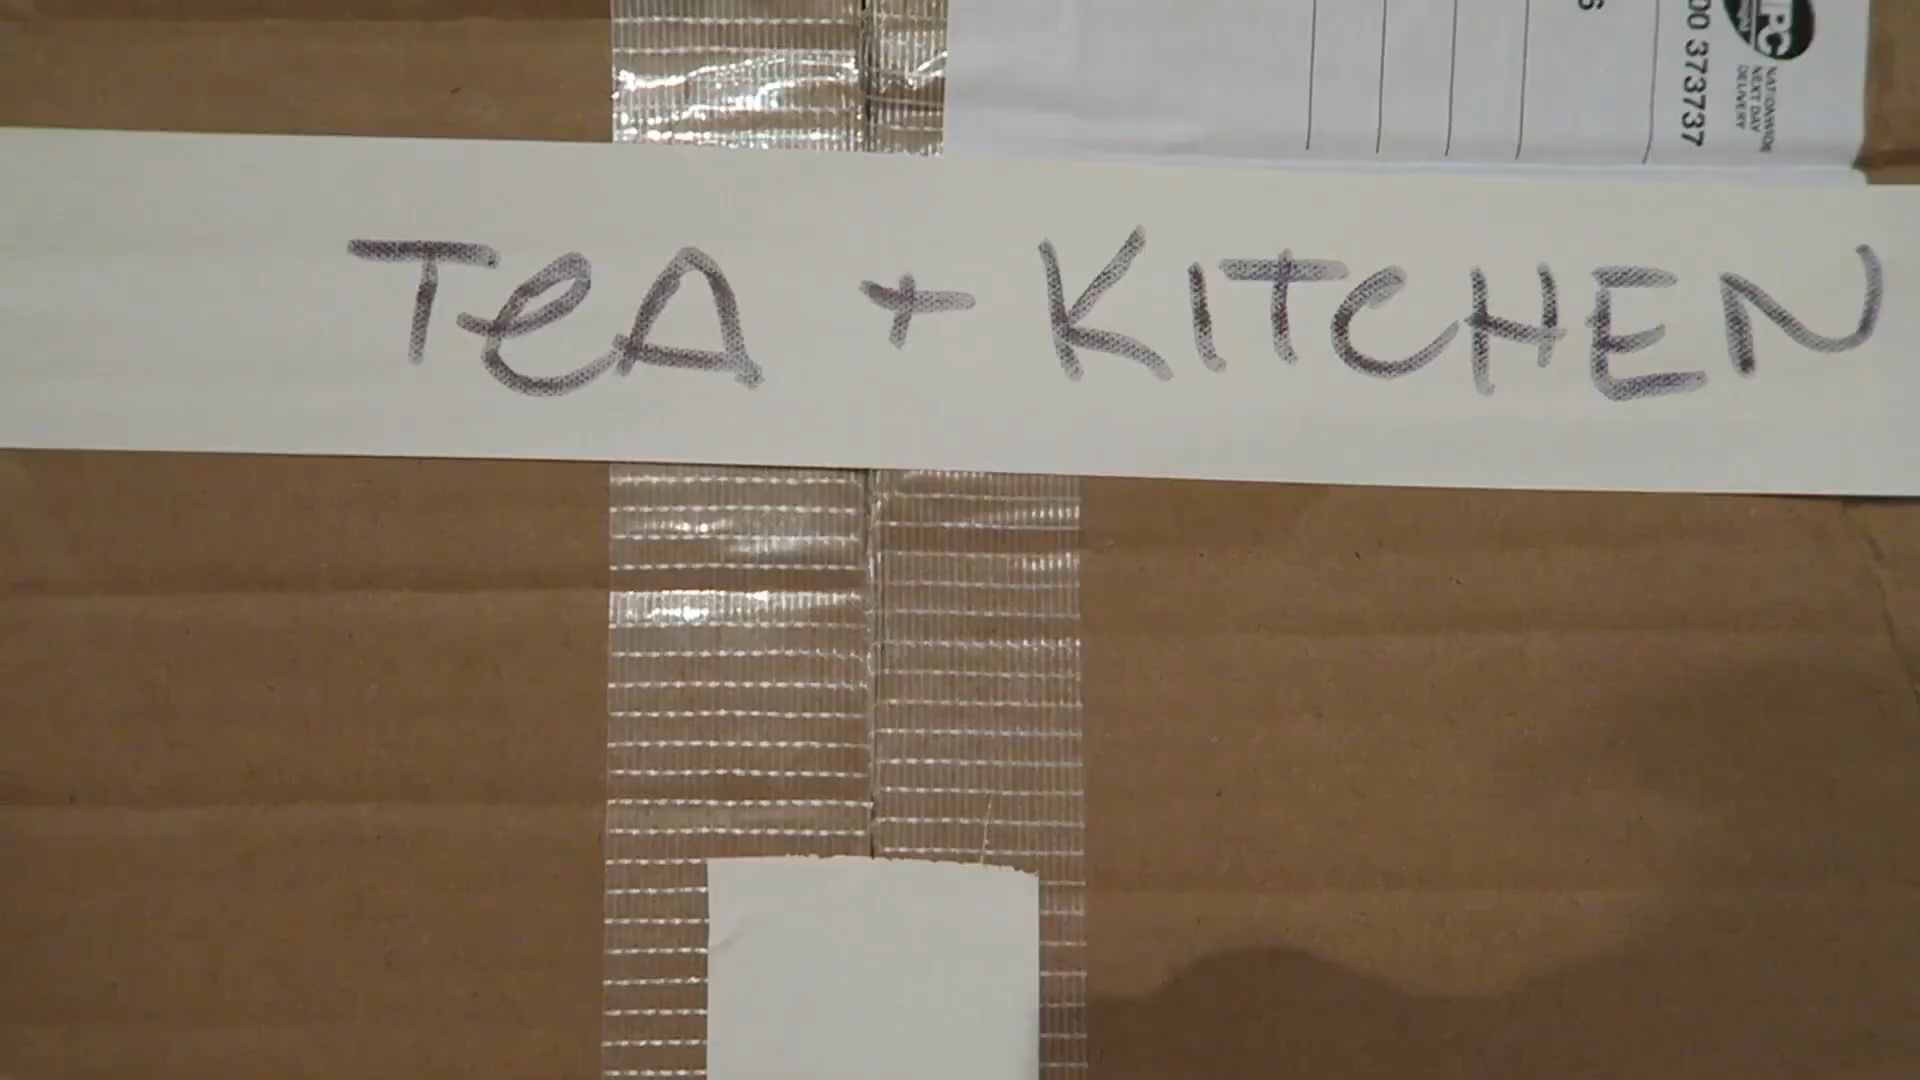 TeA + KITCHEN
00 373737
NATIONWIDE
NEXT DAY
DELIVERY